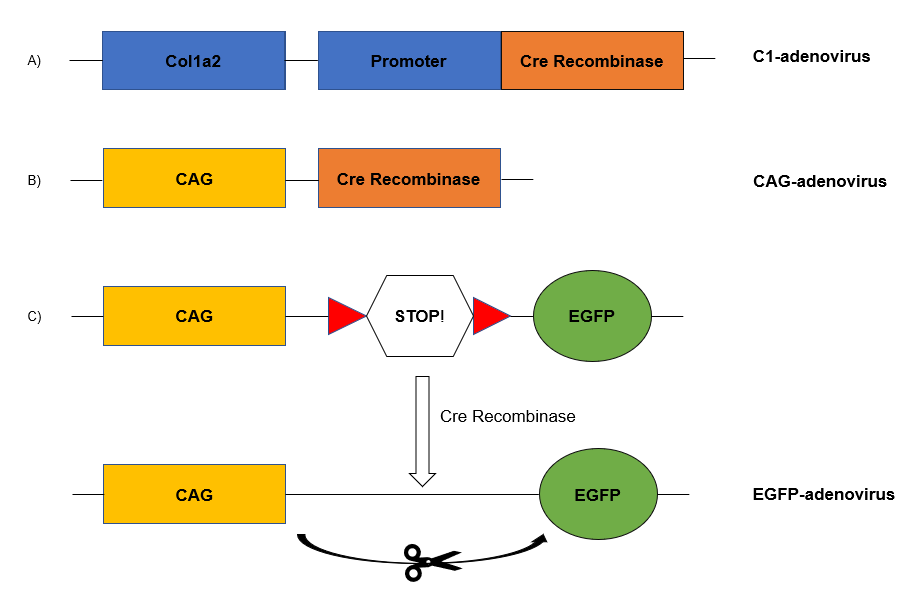 A)
Col1a2
Promoter
Cre Recombinase
C1-adenovirus
B)
CAG
Cre Recombinase
CAG-adenovirus
C)
CAG
STOP!
EGFP
Cre Recombinase
CAG
EGFP
EGFP-adenovirus